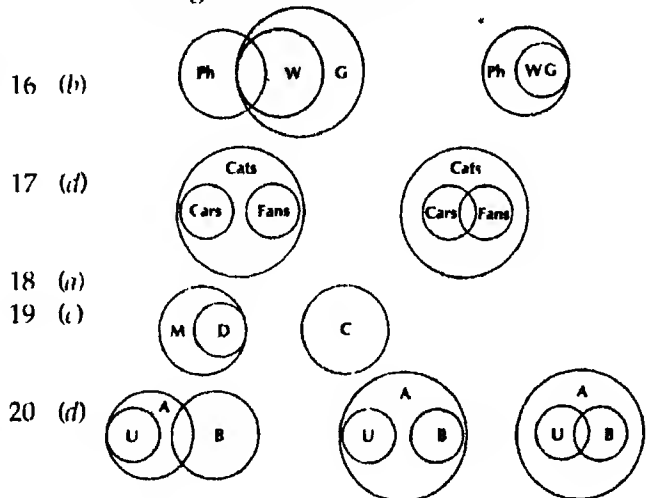 16 (b) Ph W G Ph WG
17 (d) Cats Cars Fans Cats Cars Fans
18 (a)
19 (c) M D C
20 (d) U A B A U B A U B